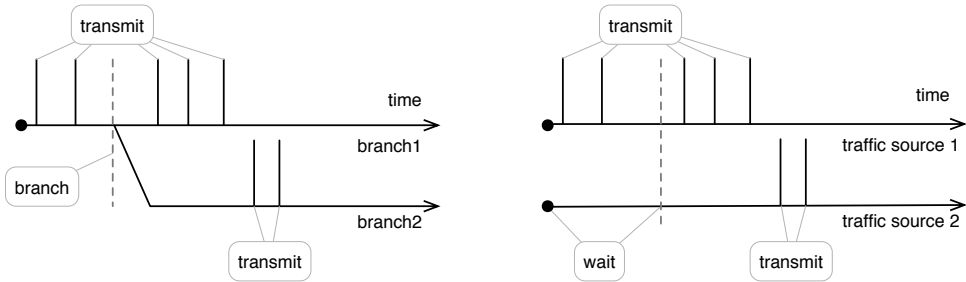 transmit
time
branch1
branch
branch2
transmit
transmit
time
traffic source 1
traffic source 2
wait
transmit